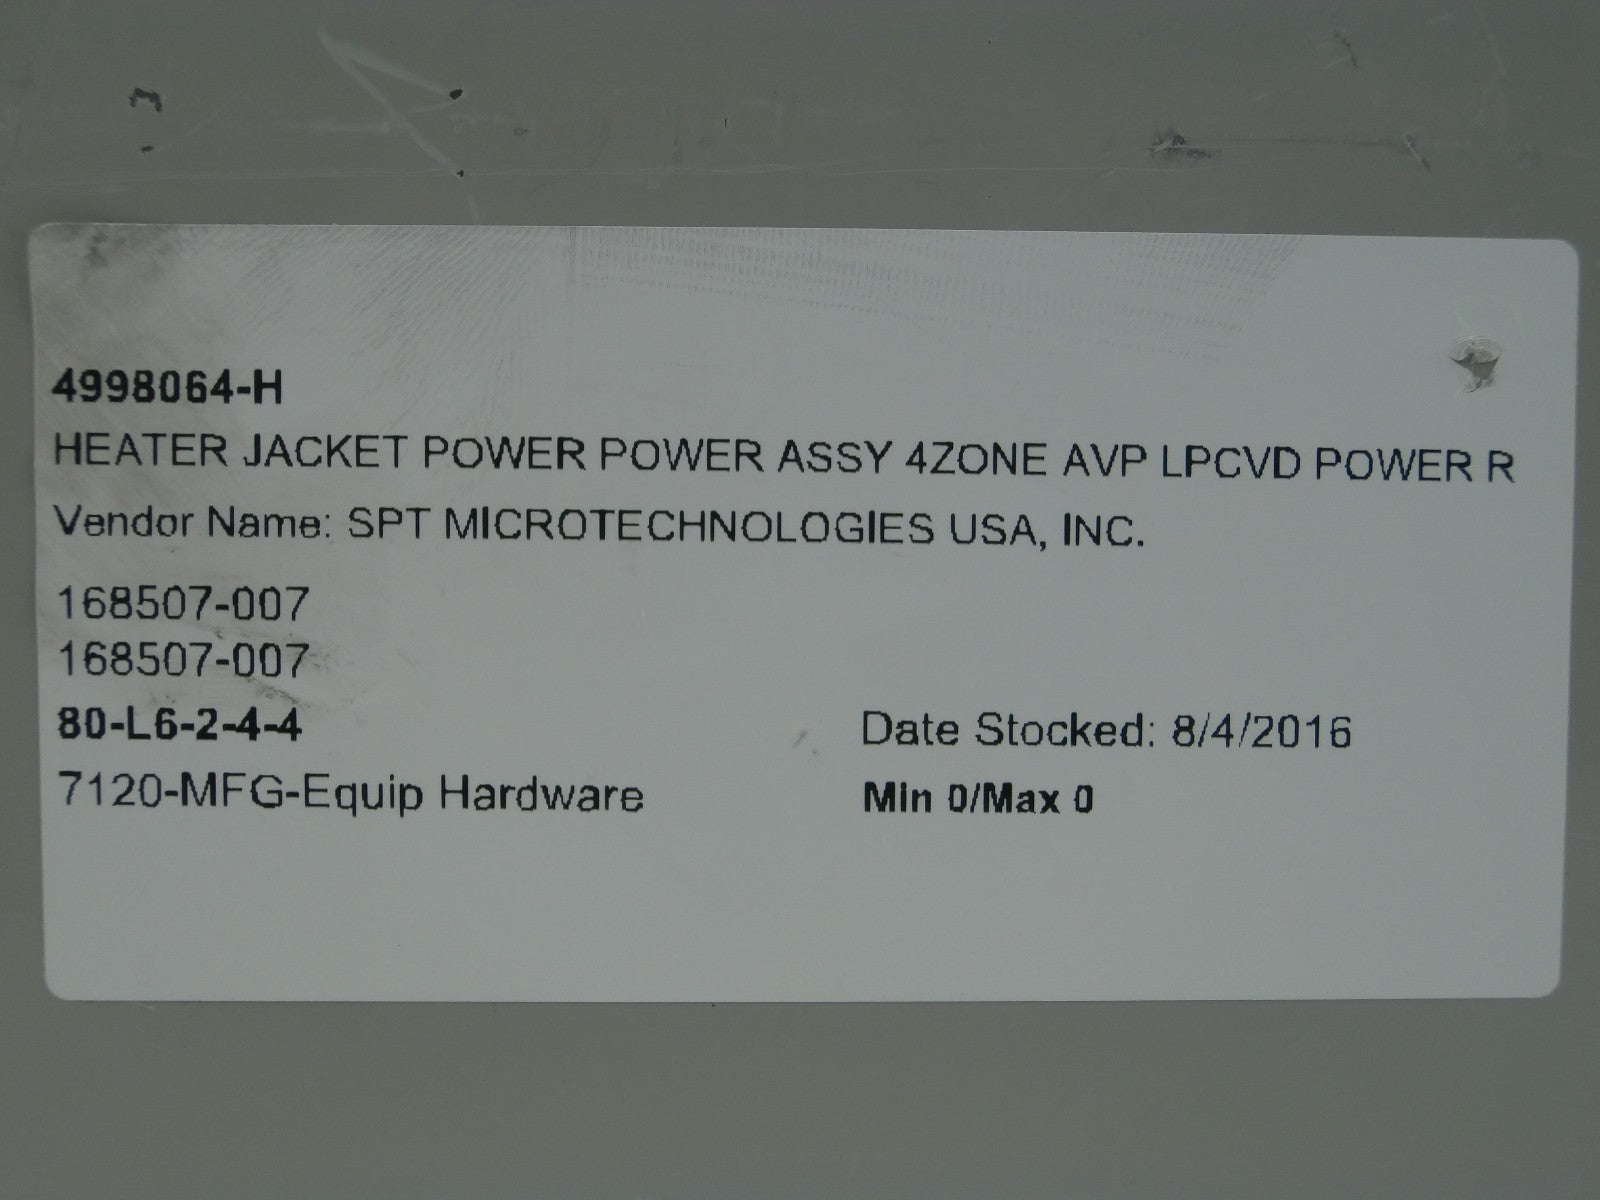 4998064-H
HEATER JACKET POWER POWER ASSY 4ZONE AVP LPCVD POWER R
Vendor Name: SPT MICROTECHNOLOGIES USA, INC.
168507-007
168507-007
80-L6-2-4-4
Date Stocked: 8/4/2016
7120-MFG-Equip Hardware
Min 0/Max 0